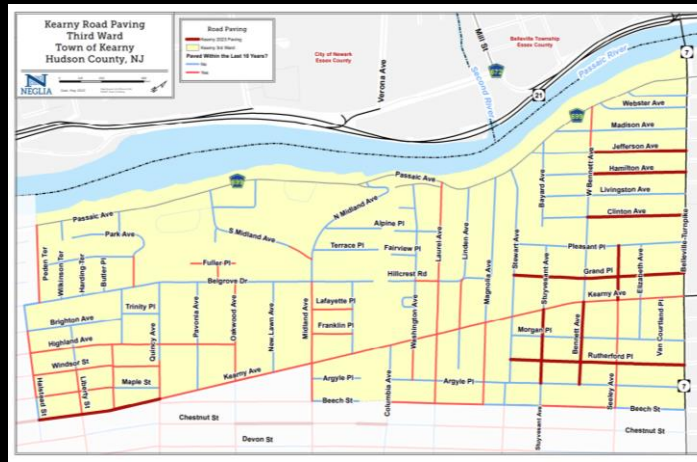 Kearny Road Paving
Third Ward
Town of Kearny
Hudson County, NJ
NEGLIA
Road Paving
Kearny 2023 Paving
Kearny 3rd Ward
Paved Within the Last 10 Years?
No
Yes
City of Newark
Essex County
Belleville Township
Essex County
Verona Ave
Mill St
Second River
Passaic River
21
7
Webster Ave
Madison Ave
Jefferson Ave
Hamilton Ave
Livingston Ave
Clinton Ave
W Bennett Ave
Bayard Ave
Belleville-Turnpike
Passaic Ave
Passaic Ave
N Midland Ave
S Midland Ave
Alpine Pl
Terrace Pl
Fairview Pl
Hillcrest Rd
Laurel Ave
Linden Ave
Magnolia Ave
Stewart Ave
Stuyvesant Ave
Pleasant Pl
Grand Pl
Elizabeth Ave
Kearny Ave
Park Ave
Peden Ter
Wilkinson Ter
Harding Ter
Butler Pl
Fuller Pl
Belgrove Dr
Trinity Pl
Brighton Ave
Highland Ave
Windsor St
Maple St
Halstead St
Liberty St
Quincy Ave
Pavonia Ave
Oakwood Ave
New Lawn Ave
Midland Ave
Lafayette Pl
Franklin Pl
Washington Ave
Columbia Ave
Kearny Ave
Argyle Pl
Argyle Pl
Beech St
Morgan Pl
Bennett Ave
Rutherford Pl
Van Courtland Pl
Seeley Ave
Stuyvesant Ave
Beech St
7
Chestnut St
Chestnut St
Devon St